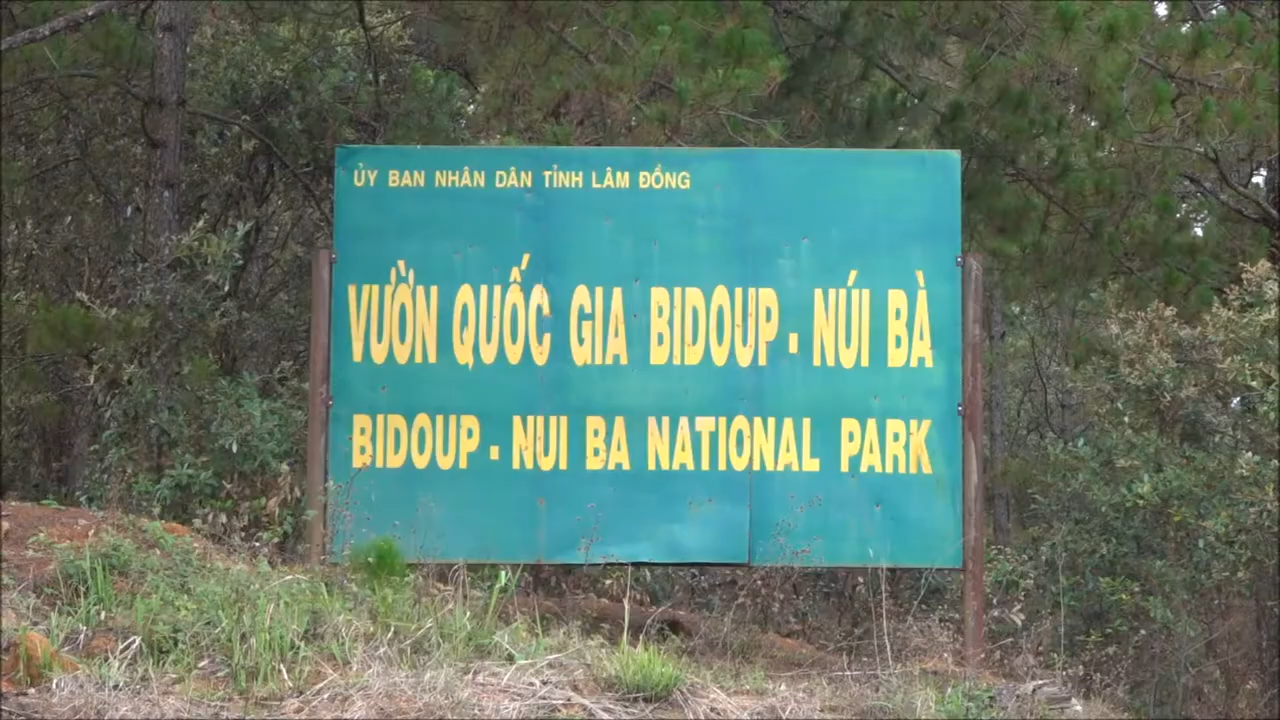 ỦY BAN NHÂN DÂN TỈNH LÂM ĐỒNG
VƯỜN QUỐC GIA BIDOUP - NÚI BÀ
BIDOUP - NUI BA NATIONAL PARK